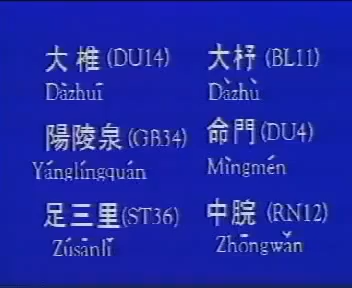 大椎(DU14) 大杼(BL11)
Dàzhuī Dàzhù
陽陵泉(GB34) 命門(DU4)
Yánglíngquán Mìngmén
足三里(ST36) 中脘(RN12)
Zúsānlǐ Zhōngwǎn